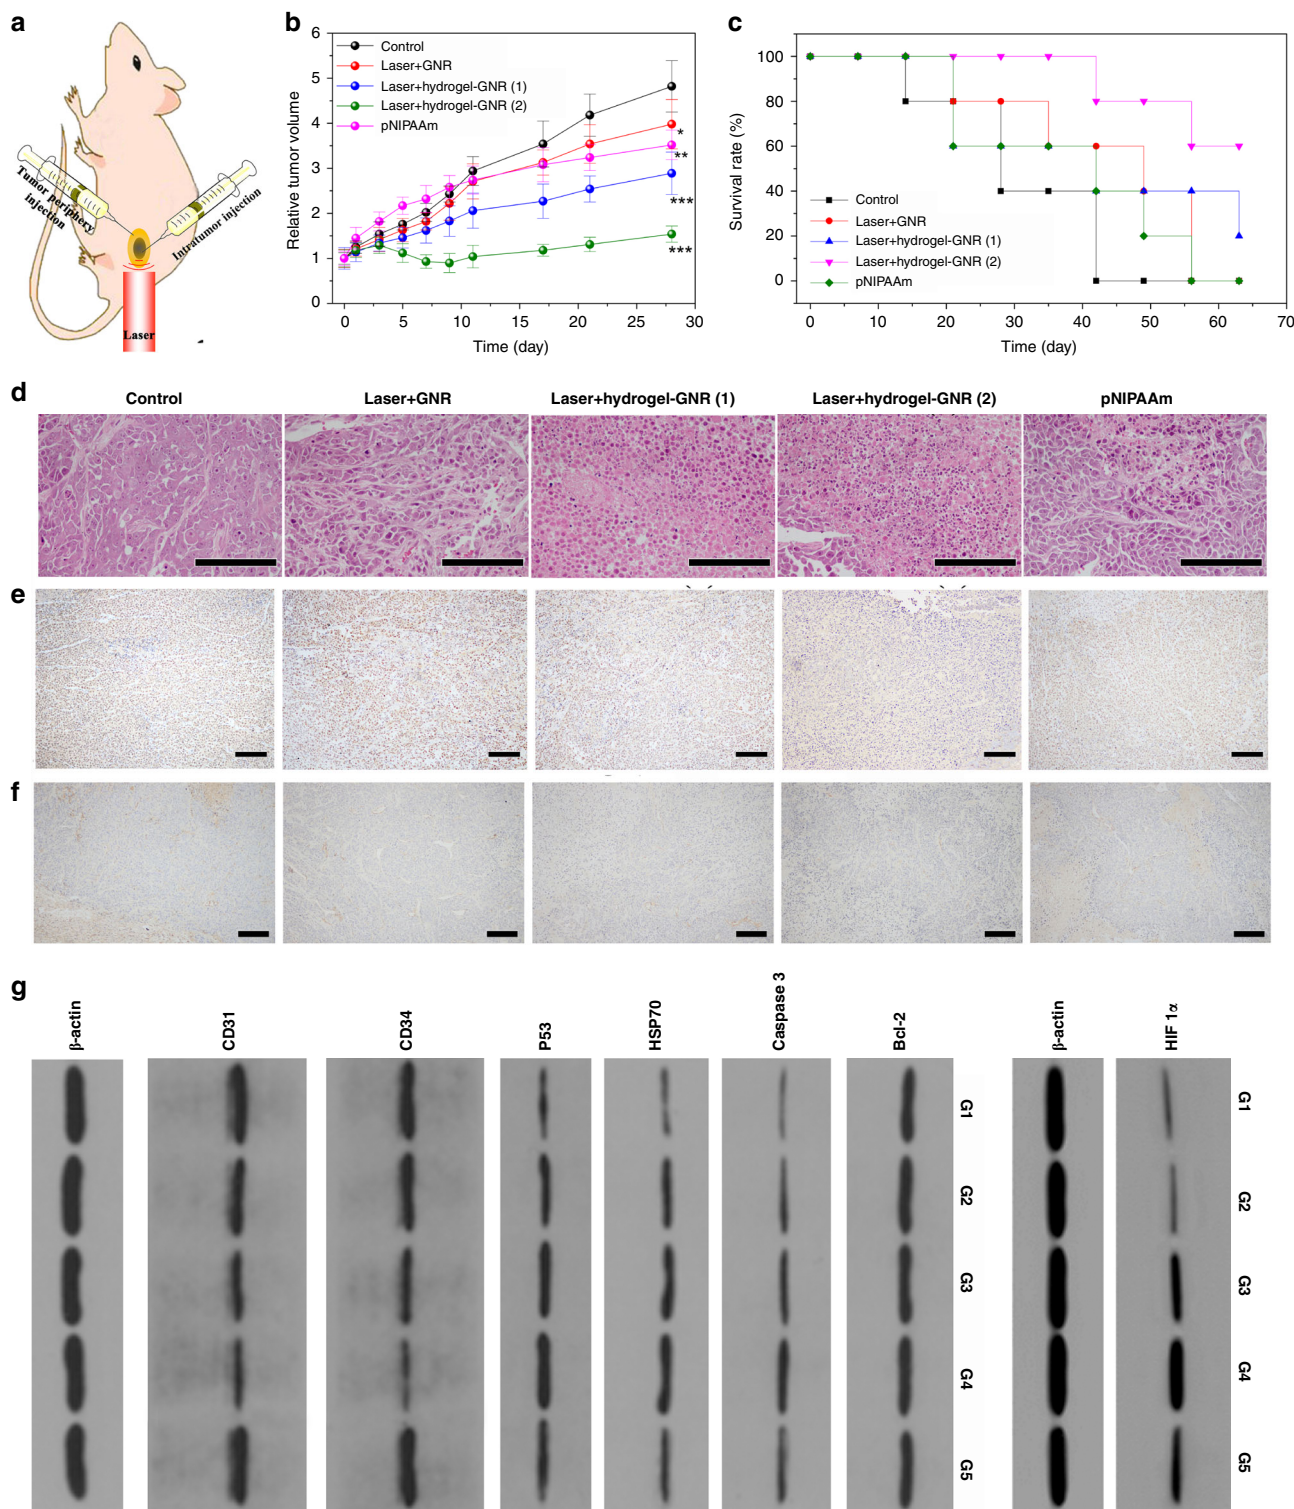 a
Tumor periphery
injection
Intratumor injection
Laser
b
Relative tumor volume
6
5
4
3
2
1
0
Control
Laser+GNR
Laser+hydrogel-GNR (1)
Laser+hydrogel-GNR (2)
pNIPAAm
*
**
***
***
0 5 10 15 20 25 30
Time (day)
c
Survival rate (%)
100
80
60
40
20
0
Control
Laser+GNR
Laser+hydrogel-GNR (1)
Laser+hydrogel-GNR (2)
pNIPAAm
0 10 20 30 40 50 60 70
Time (day)
d
Control Laser+GNR Laser+hydrogel-GNR (1) Laser+hydrogel-GNR (2) pNIPAAm
e
f
g
β-actin CD31 CD34 P53 HSP70 Caspase 3 Bcl-2 β-actin HIF 1α
G1 G1
G2 G2
G3 G3
G4 G4
G5 G5